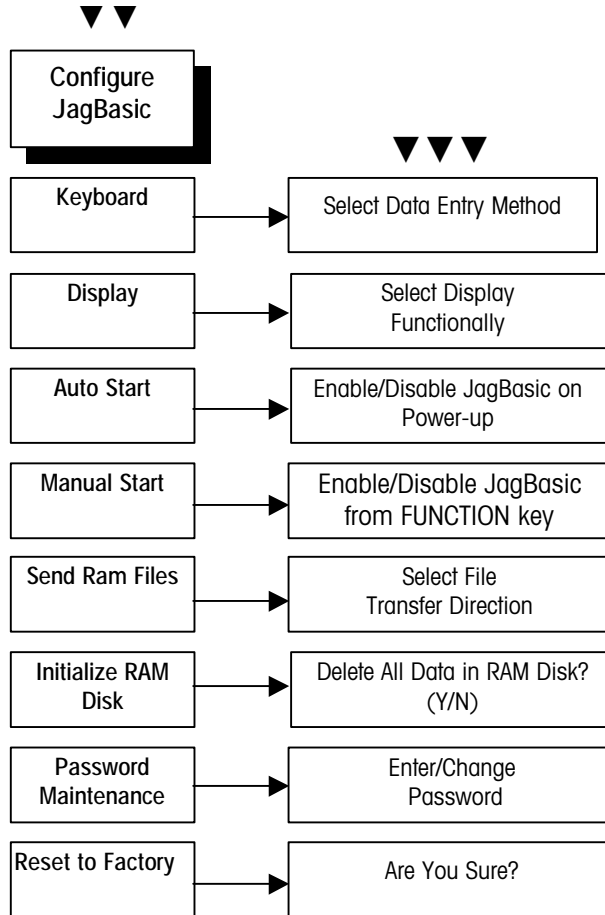 Configure
JagBasic
Keyboard
Select Data Entry Method
Display
Select Display
Functionally
Auto Start
Enable/Disable JagBasic on
Power-up
Manual Start
Enable/Disable JagBasic
from FUNCTION key
Send Ram Files
Select File
Transfer Direction
Initialize RAM
Disk
Delete All Data in RAM Disk?
(Y/N)
Password
Maintenance
Enter/Change
Password
Reset to Factory
Are You Sure?